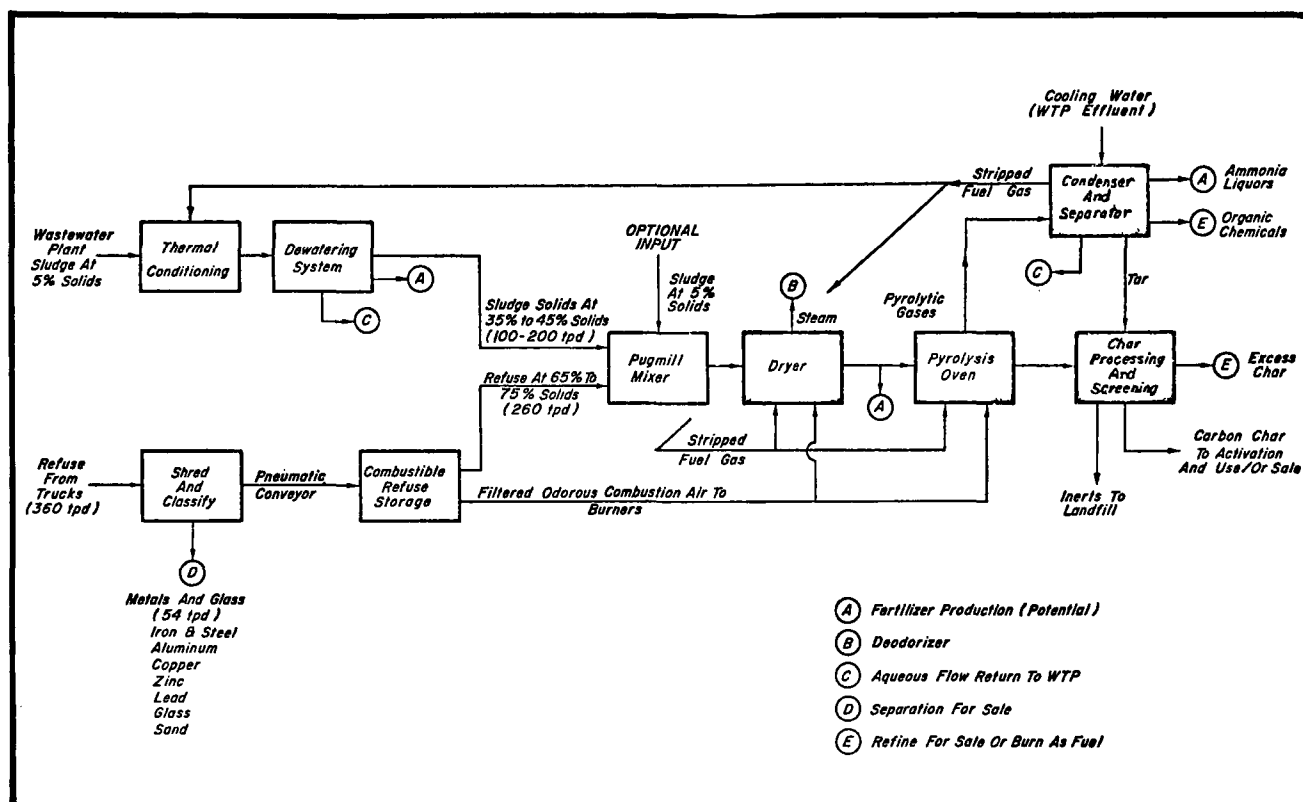 Cooling Water
(WTP Effluent)
Stripped
Fuel Gas
Condenser
And
Separator
A
Ammonia
Liquors
E
Organic
Chemicals
C
Tar
Wastewater
Plant
Sludge At
5% Solids
Thermal
Conditioning
Dewatering
System
A
C
OPTIONAL
INPUT
Sludge
At 5%
Solids
Sludge Solids At
35% to 45% Solids
(100-200 tpd)
Refuse At 65% To
75% Solids
(260 tpd)
Pugmill
Mixer
B
Steam
Dryer
A
Pyrolytic
Gases
Pyrolysis
Oven
Char
Processing
And
Screening
E
Excess
Char
Stripped
Fuel Gas
Carbon Char
To Activation
And Use/Or Sale
Inerts To
Landfill
Refuse
From
Trucks
(360 tpd)
Shred
And
Classify
Pneumatic
Conveyor
Combustible
Refuse
Storage
Filtered Odorous Combustion Air To
Burners
D
Metals And Glass
(54 tpd)
Iron & Steel
Aluminum
Copper
Zinc
Lead
Glass
Sand
A Fertilizer Production (Potential)
B Deodorizer
C Aqueous Flow Return To WTP
D Separation For Sale
E Refine For Sale Or Burn As Fuel